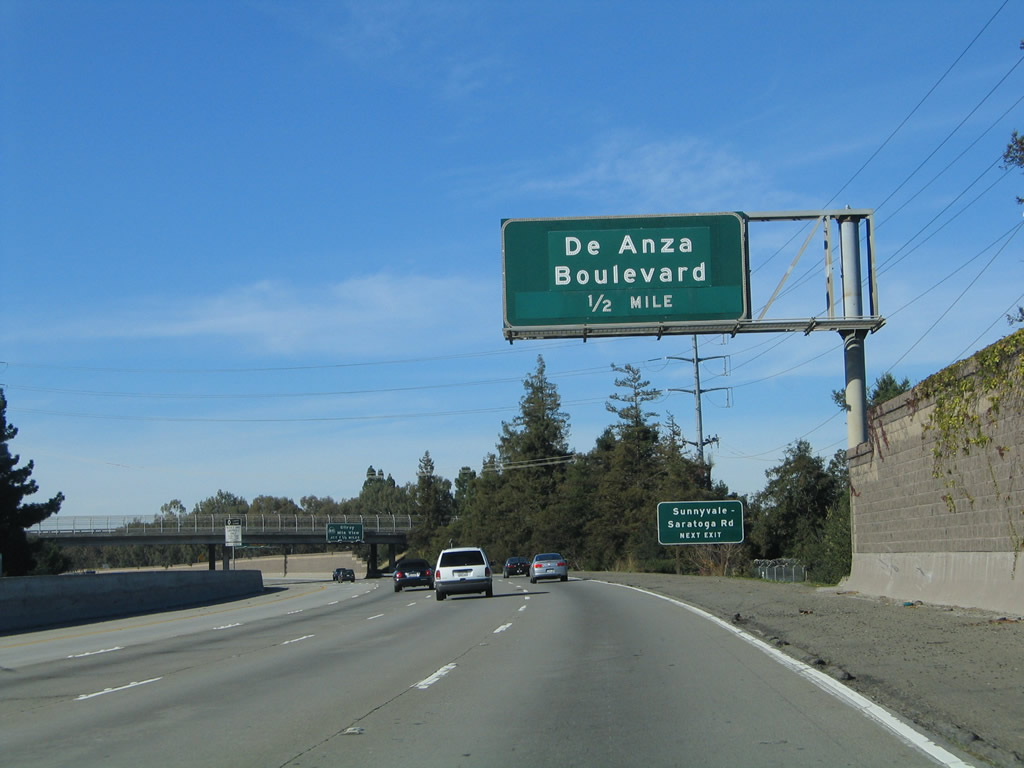 De Anza
Boulevard
1/2 MILE
Sunnyvale -
Saratoga Rd
NEXT EXIT